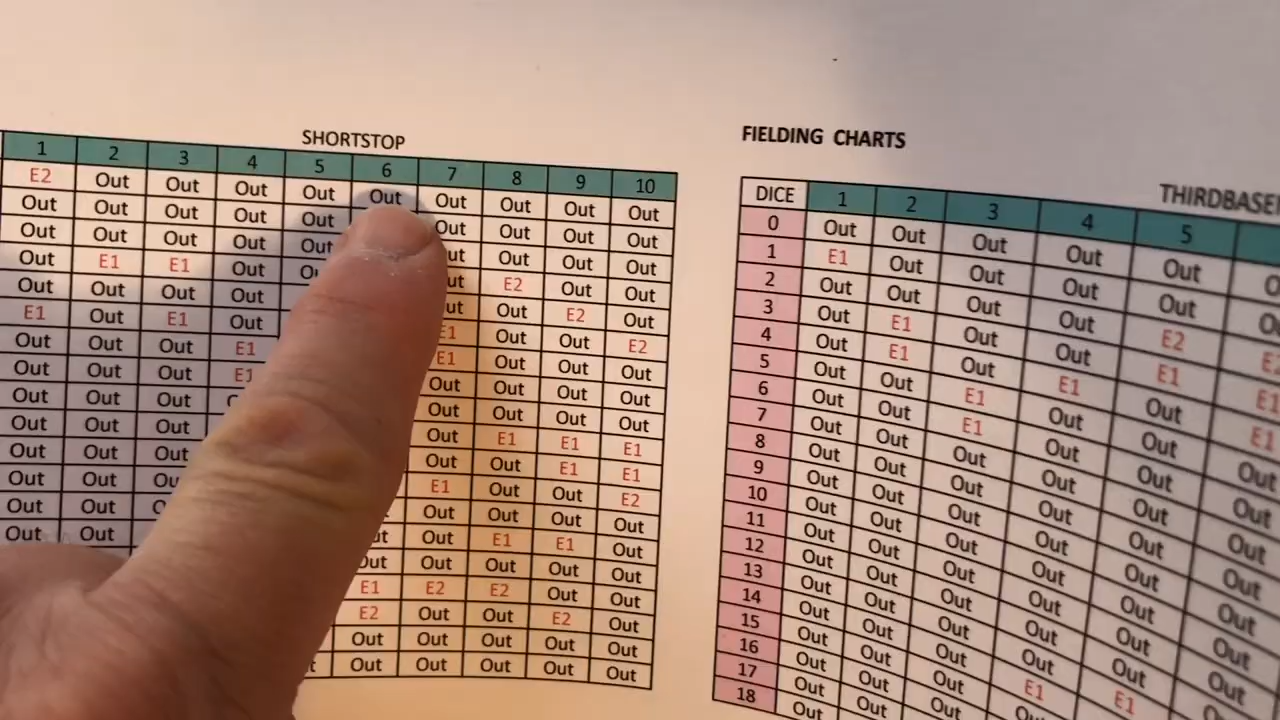 SHORTSTOP
1 2 3 4 5 6 7 8 9 10
E2 Out Out Out Out Out Out Out Out Out
Out Out Out Out Out Out Out Out Out
Out Out Out Out Out Out Out Out
Out E1 E1 Out E2 Out Out
Out Out Out Out Out E2 Out
E1 Out E1 Out E1 Out Out E2
Out Out Out E1 E1 Out Out Out
Out Out Out E1 Out Out Out Out
Out Out Out Out Out Out Out
Out Out Out Out E1 E1 E1
Out Out Out Out Out E1 E1
Out Out E1 Out Out E2
Out Out Out Out Out Out
Out Out Out E1 E1 Out
Out Out Out Out Out
E1 E2 E2 Out Out
E2 Out Out E2 Out
Out Out Out Out Out
Out Out Out Out Out
FIELDING CHARTS
DICE 1 2 3 4 5
0 Out Out Out Out Out
1 E1 Out Out Out Out
2 Out Out Out Out E2
3 Out E1 Out Out E1 E1
4 Out E1 Out E1 Out E1
5 Out Out E1 Out Out Out
6 Out Out E1 Out Out Out
7 Out Out Out Out Out Out
8 Out Out Out Out Out Out
9 Out Out Out Out Out Out
10 Out Out Out Out Out Out
11 Out Out Out Out Out Out
12 Out Out Out Out Out
13 Out Out Out Out E1
14 Out Out Out E1
15 Out Out Out
16 Out Out
17 Out Out
18 Out